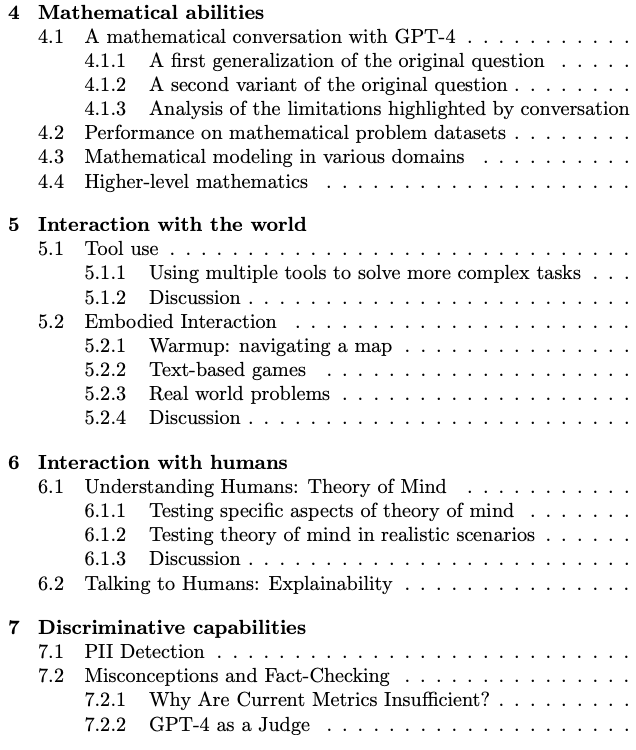 4 Mathematical abilities
4.1 A mathematical conversation with GPT-4 . . . . . . . . . . .
4.1.1 A first generalization of the original question . . . . .
4.1.2 A second variant of the original question . . . . . . . .
4.1.3 Analysis of the limitations highlighted by conversation
4.2 Performance on mathematical problem datasets . . . . . . . .
4.3 Mathematical modeling in various domains . . . . . . . . . .
4.4 Higher-level mathematics . . . . . . . . . . . . . . . . . . . .
5 Interaction with the world
5.1 Tool use . . . . . . . . . . . . . . . . . . . . . . . . . . . . . .
5.1.1 Using multiple tools to solve more complex tasks . . .
5.1.2 Discussion . . . . . . . . . . . . . . . . . . . . . . . . .
5.2 Embodied Interaction . . . . . . . . . . . . . . . . . . . . . .
5.2.1 Warmup: navigating a map . . . . . . . . . . . . . . .
5.2.2 Text-based games . . . . . . . . . . . . . . . . . . . .
5.2.3 Real world problems . . . . . . . . . . . . . . . . . . .
5.2.4 Discussion . . . . . . . . . . . . . . . . . . . . . . . . .
6 Interaction with humans
6.1 Understanding Humans: Theory of Mind . . . . . . . . . . .
6.1.1 Testing specific aspects of theory of mind . . . . . . .
6.1.2 Testing theory of mind in realistic scenarios . . . . . .
6.1.3 Discussion . . . . . . . . . . . . . . . . . . . . . . . . .
6.2 Talking to Humans: Explainability . . . . . . . . . . . . . . .
7 Discriminative capabilities
7.1 PII Detection . . . . . . . . . . . . . . . . . . . . . . . . . . .
7.2 Misconceptions and Fact-Checking . . . . . . . . . . . . . . .
7.2.1 Why Are Current Metrics Insufficient? . . . . . . . . .
7.2.2 GPT-4 as a Judge . . . . . . . . . . . . . . . . . . . .